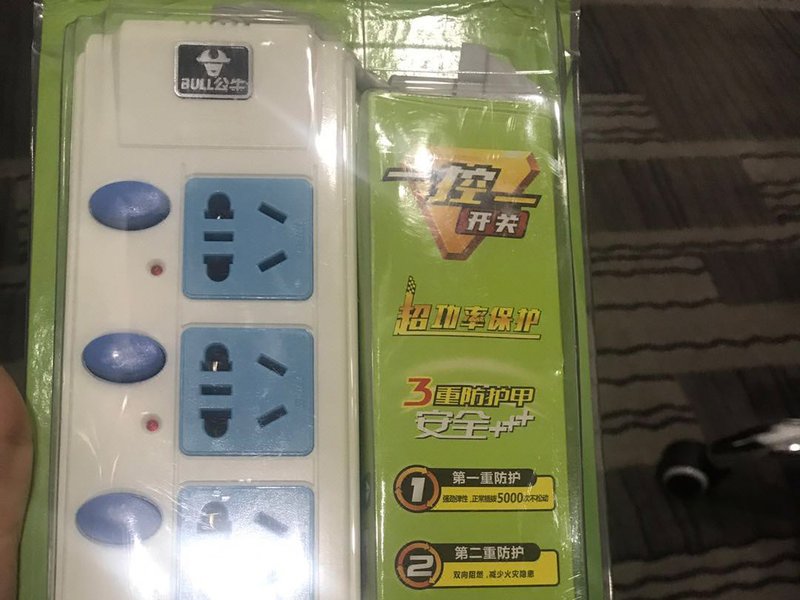 BULL公牛
一控一
开关
超功率保护
3重防护甲
安全+++
1 第一重防护
强劲弹性,正常插拔5000次不松动
2 第二重防护
双向阻燃,减少火灾隐患